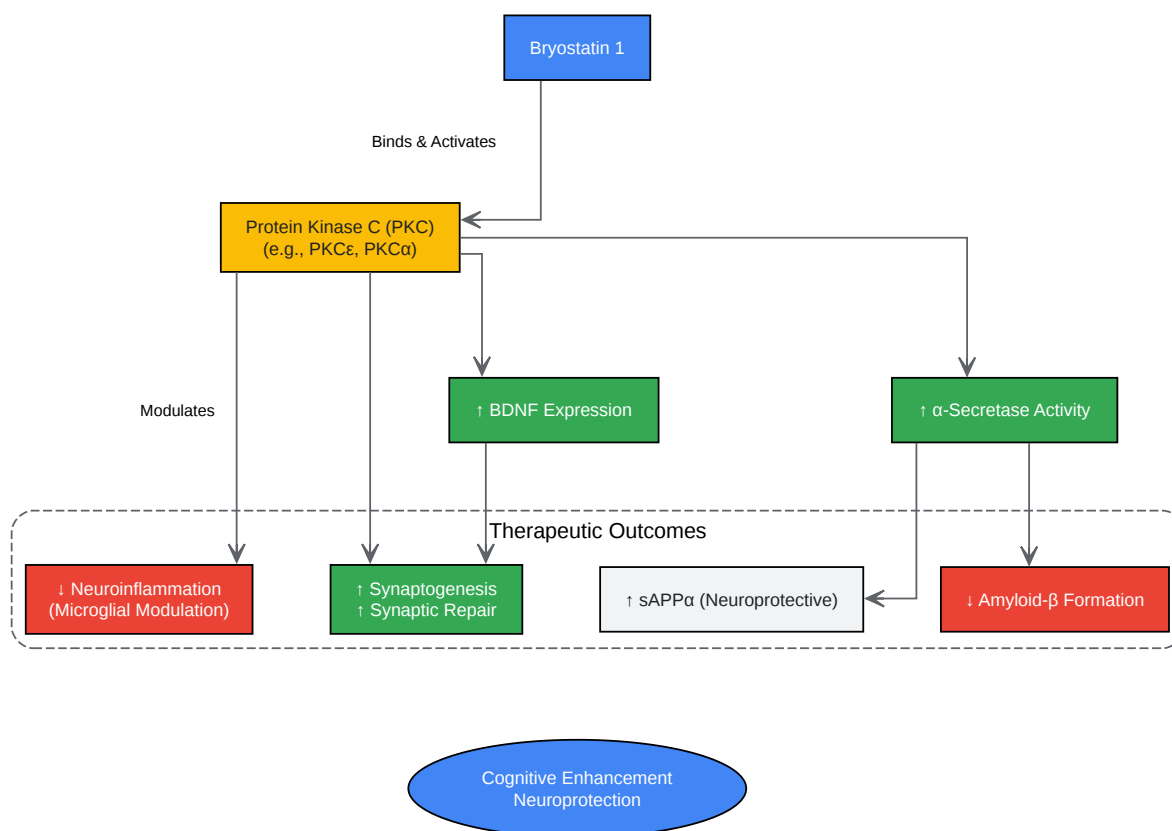 Bryostatin 1
Binds & Activates
Protein Kinase C (PKC)
(e.g., PKCε, PKCα)
Modulates
↑ BDNF Expression
↑ α-Secretase Activity
Therapeutic Outcomes
↓ Neuroinflammation
(Microglial Modulation)
↑ Synaptogenesis
↑ Synaptic Repair
↑ sAPPα (Neuroprotective)
↓ Amyloid-β Formation
Cognitive Enhancement
Neuroprotection